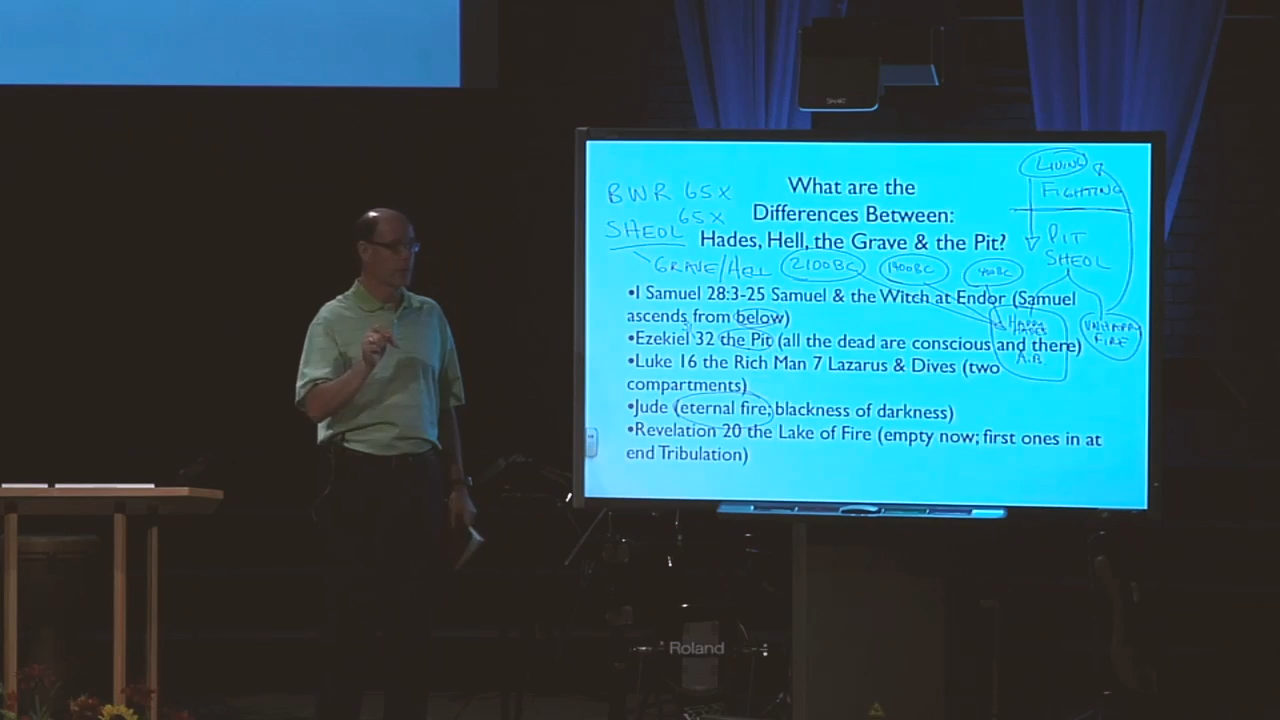 SMART
What are the
Differences Between:
Hades, Hell, the Grave & the Pit?
BWR 65X
65X
SHEOL
GRAVE/HELL
2100BC
1400BC
LIVING
FIGHTING
PIT
SHEOL
•I Samuel 28:3-25 Samuel & the Witch at Endor (Samuel
ascends from below)
•Ezekiel 32 the Pit (all the dead are conscious and there)
•Luke 16 the Rich Man 7 Lazarus & Dives (two
compartments)
•Jude (eternal fire; blackness of darkness)
•Revelation 20 the Lake of Fire (empty now; first ones in at
end Tribulation)
A.B.
UNHAPPY
FIRE
Roland